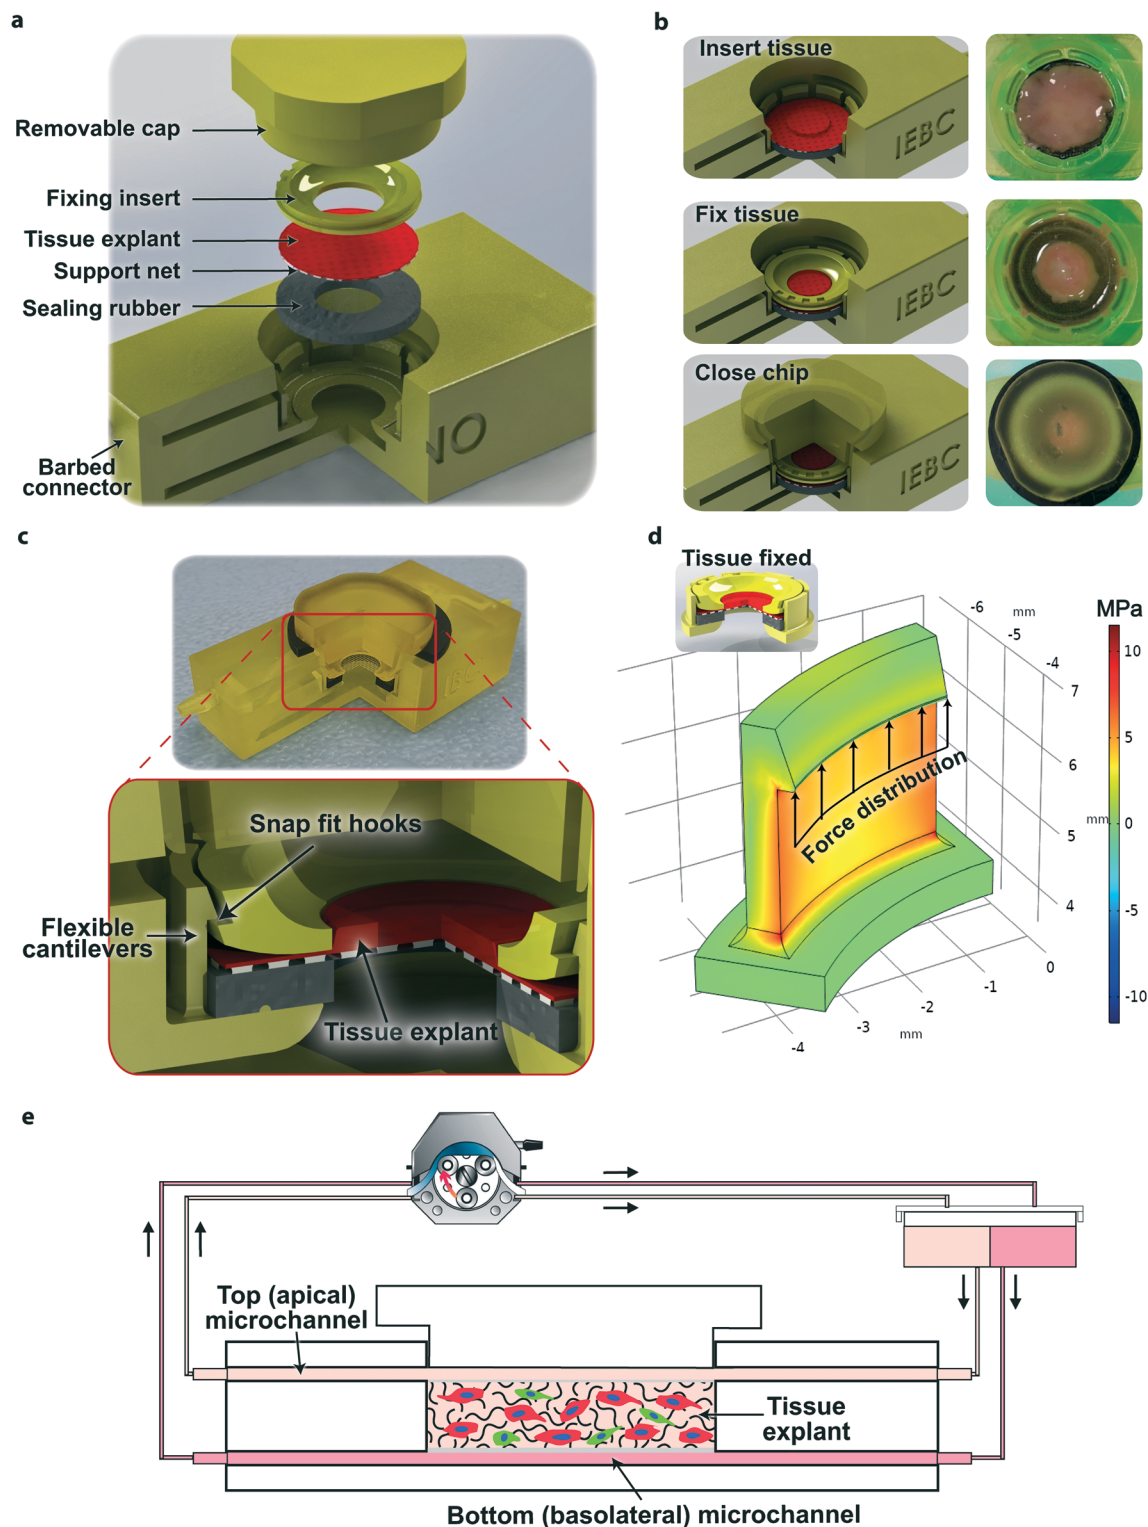 a
Removable cap
Fixing insert
Tissue explant
Support net
Sealing rubber
Barbed
connector
NO
b
Insert tissue
IEBC
Fix tissue
IEBC
Close chip
IEBC
c
IEBC
Snap fit hooks
Flexible
cantilevers
Tissue explant
d
Tissue fixed
Force distribution
-6
mm
-5
-4
7
6
mm
5
4
0
-1
-2
mm
-3
-4
MPa
10
5
0
-5
-10
e
Top (apical)
microchannel
Tissue
explant
Bottom (basolateral) microchannel